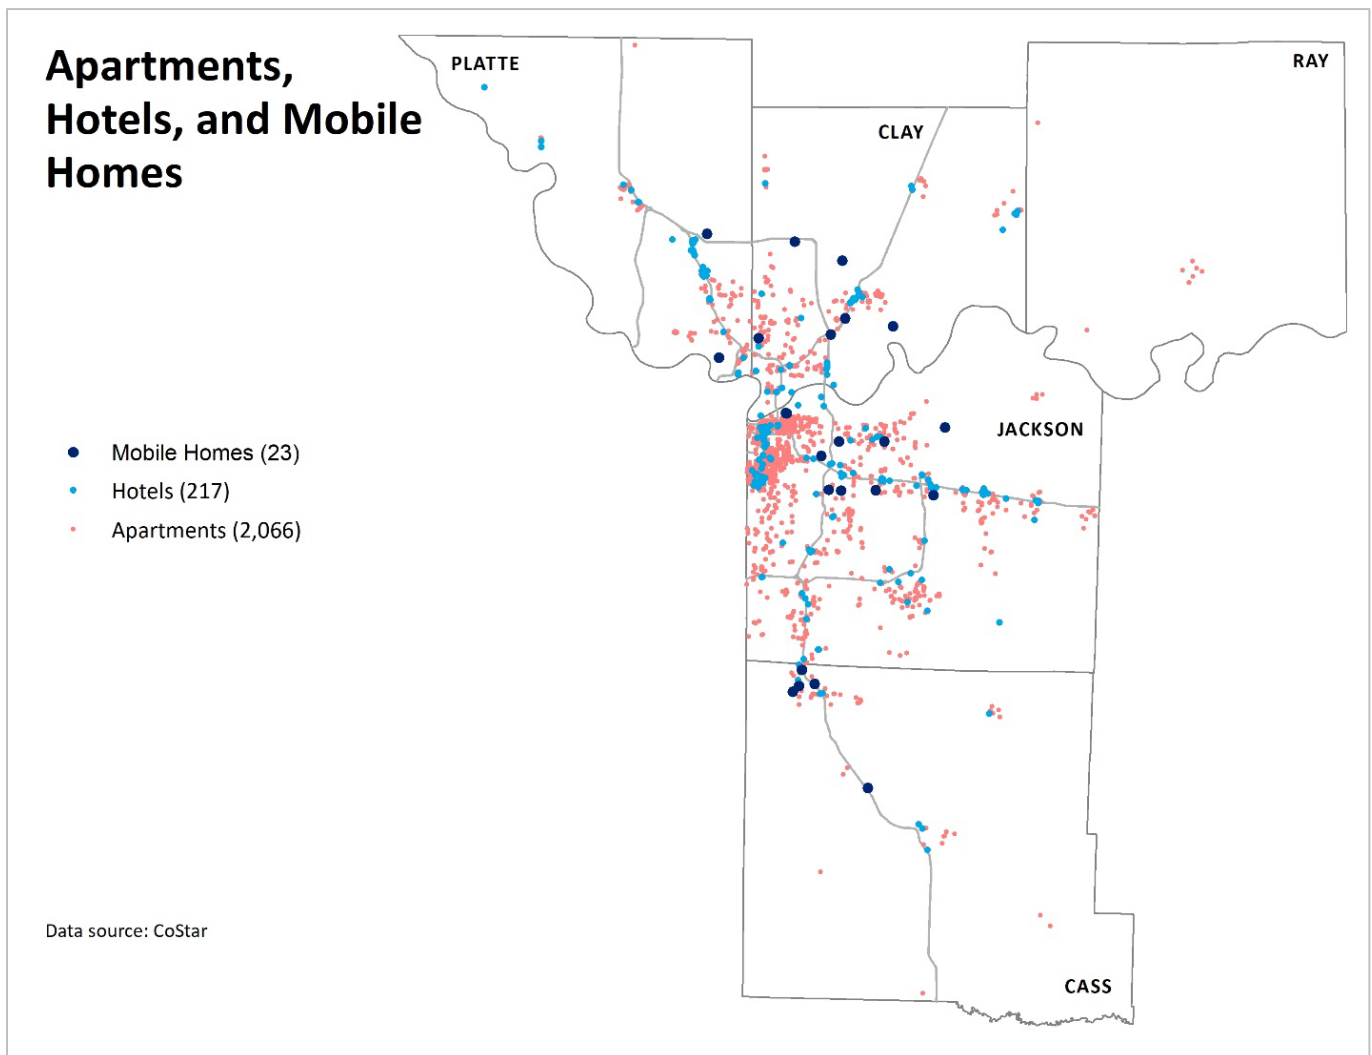 Apartments,
Hotels, and Mobile
Homes
PLATTE
CLAY
RAY
JACKSON
CASS
Mobile Homes (23)
Hotels (217)
Apartments (2,066)
Data source: CoStar